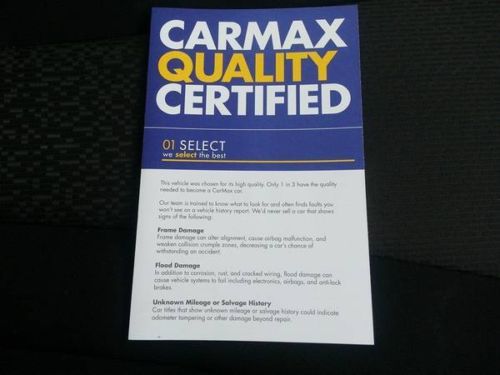 CARMAX
QUALITY
CERTIFIED
01 SELECT
we select the best
This vehicle was chosen for its high quality. Only 1 in 3 have the quality
needed to become a CarMax car.
Our team is trained to know what to look for and often finds faults you
won't see on a vehicle history report. We'd never sell a car that shows
signs of the following:
Frame Damage
Frame damage can alter alignment, cause airbag malfunction, and
weaken collision crumple zones, decreasing a car's chance of
withstanding an accident.
Flood Damage
In addition to corrosion, rust, and cracked wiring, flood damage can
cause vehicle systems to fail including electronics, airbags, and anti-lock
brakes.
Unknown Mileage or Salvage History
Car titles that show unknown mileage or salvage history could indicate
odometer tampering or other damage beyond repair.